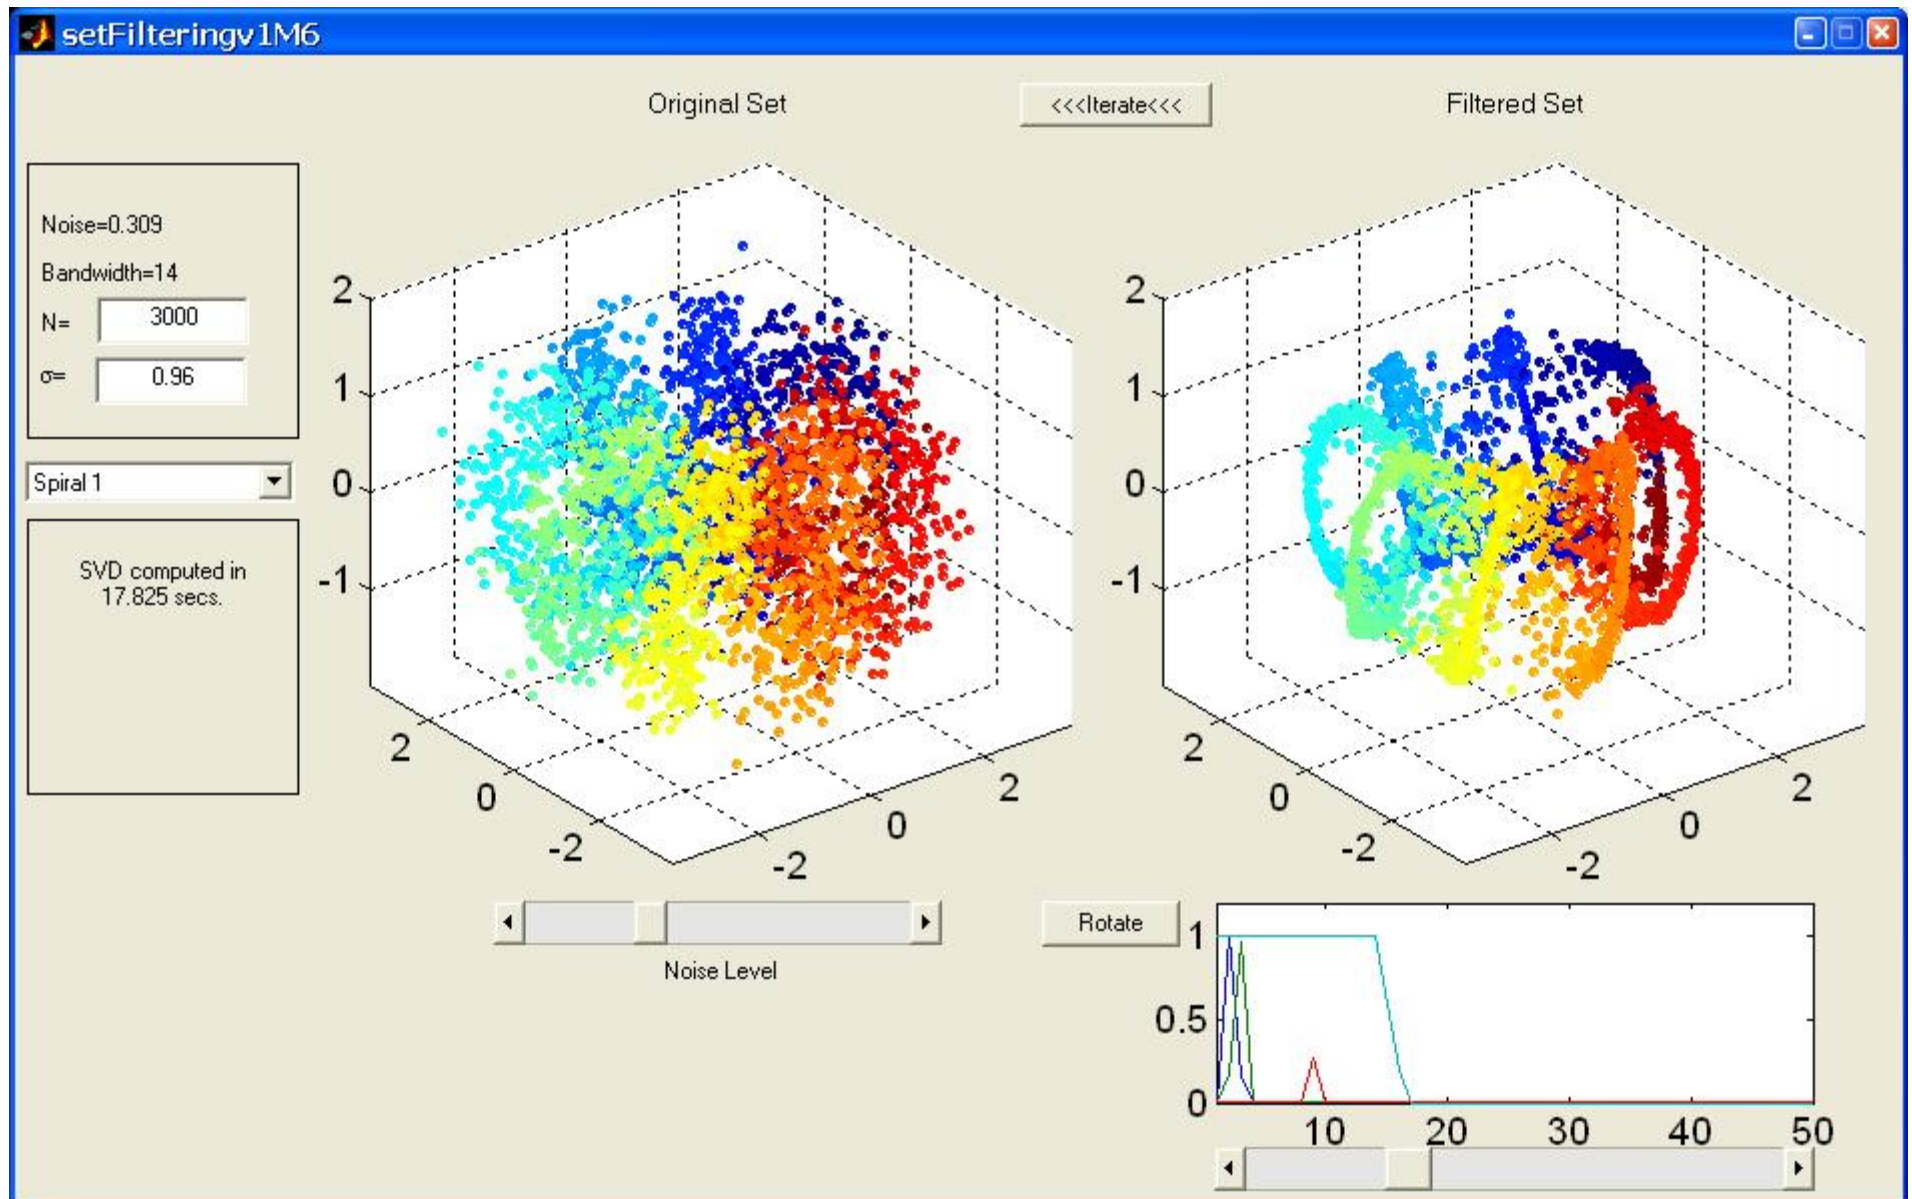 setFilteringv1M6
Original Set
<<<Iterate<<<
Filtered Set
Noise=0.309
Bandwidth=14
N= 3000
σ= 0.96
Spiral 1
SVD computed in
17.825 secs.
2
1
0
-1
2
0
-2
-2
0
2
2
1
0
-1
2
0
-2
-2
0
2
Noise Level
Rotate
1
0.5
0
10 20 30 40 50